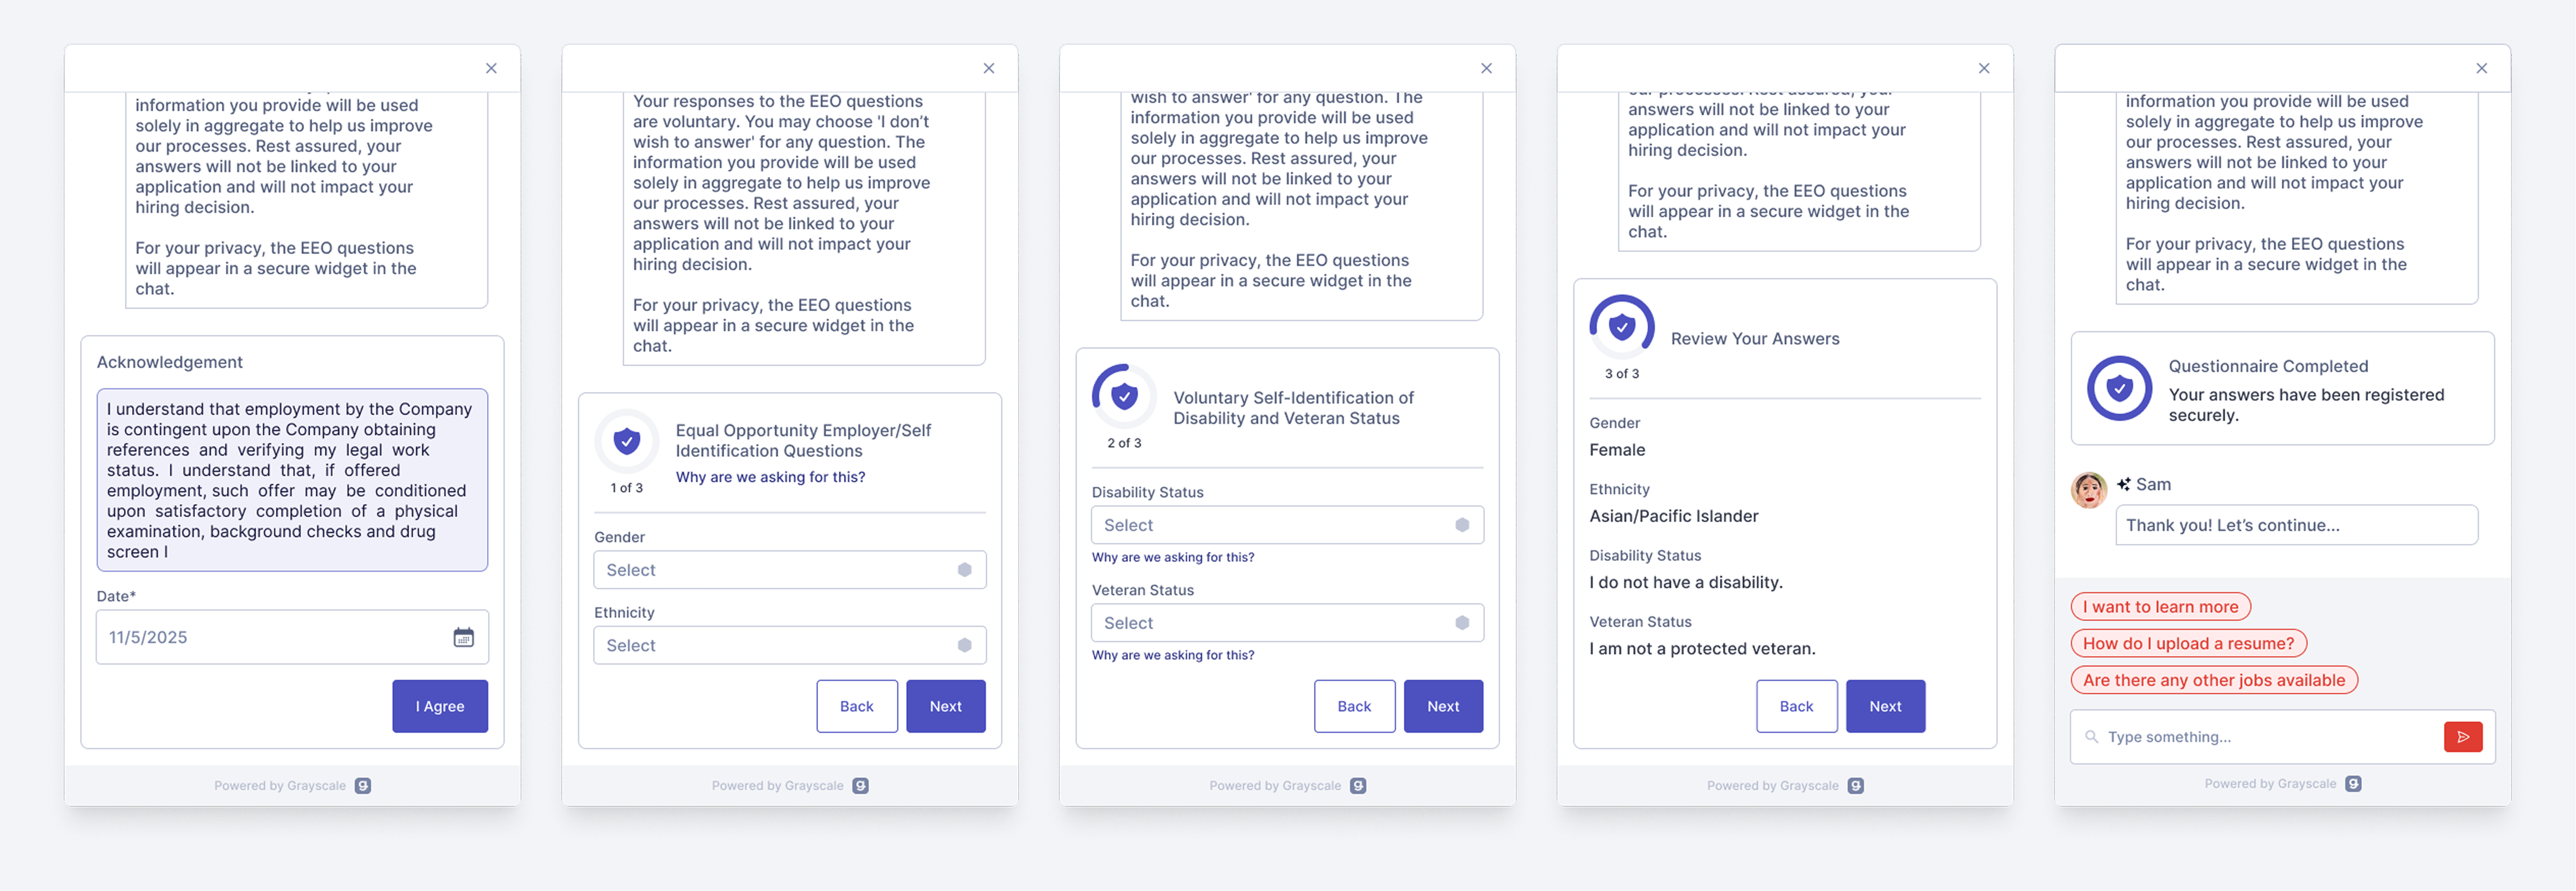 information you provide will be used
solely in aggregate to help us improve
our processes. Rest assured, your
answers will not be linked to your
application and will not impact your
hiring decision.
For your privacy, the EEO questions
will appear in a secure widget in the
chat.
Acknowledgement
I understand that employment by the Company
is contingent upon the Company obtaining
references and verifying my legal work
status. I understand that, if offered
employment, such offer may be conditioned
upon satisfactory completion of a physical
examination, background checks and drug
screen I
Date*
11/5/2025
I Agree
Powered by Grayscale g
Your responses to the EEO questions
are voluntary. You may choose 'I don’t
wish to answer' for any question. The
information you provide will be used
solely in aggregate to help us improve
our processes. Rest assured, your
answers will not be linked to your
application and will not impact your
hiring decision.
For your privacy, the EEO questions
will appear in a secure widget in the
chat.
1 of 3
Equal Opportunity Employer/Self
Identification Questions
Why are we asking for this?
Gender
Select
Ethnicity
Select
Back
Next
Powered by Grayscale g
wish to answer' for any question. The
information you provide will be used
solely in aggregate to help us improve
our processes. Rest assured, your
answers will not be linked to your
application and will not impact your
hiring decision.
For your privacy, the EEO questions
will appear in a secure widget in the
chat.
2 of 3
Voluntary Self-Identification of
Disability and Veteran Status
Disability Status
Select
Why are we asking for this?
Veteran Status
Select
Why are we asking for this?
Back
Next
Powered by Grayscale g
our processes. Rest assured, your
answers will not be linked to your
application and will not impact your
hiring decision.
For your privacy, the EEO questions
will appear in a secure widget in the
chat.
3 of 3
Review Your Answers
Gender
Female
Ethnicity
Asian/Pacific Islander
Disability Status
I do not have a disability.
Veteran Status
I am not a protected veteran.
Back
Next
Powered by Grayscale g
information you provide will be used
solely in aggregate to help us improve
our processes. Rest assured, your
answers will not be linked to your
application and will not impact your
hiring decision.
For your privacy, the EEO questions
will appear in a secure widget in the
chat.
Questionnaire Completed
Your answers have been registered
securely.
Sam
Thank you! Let’s continue...
I want to learn more
How do I upload a resume?
Are there any other jobs available
Type something...
Powered by Grayscale g